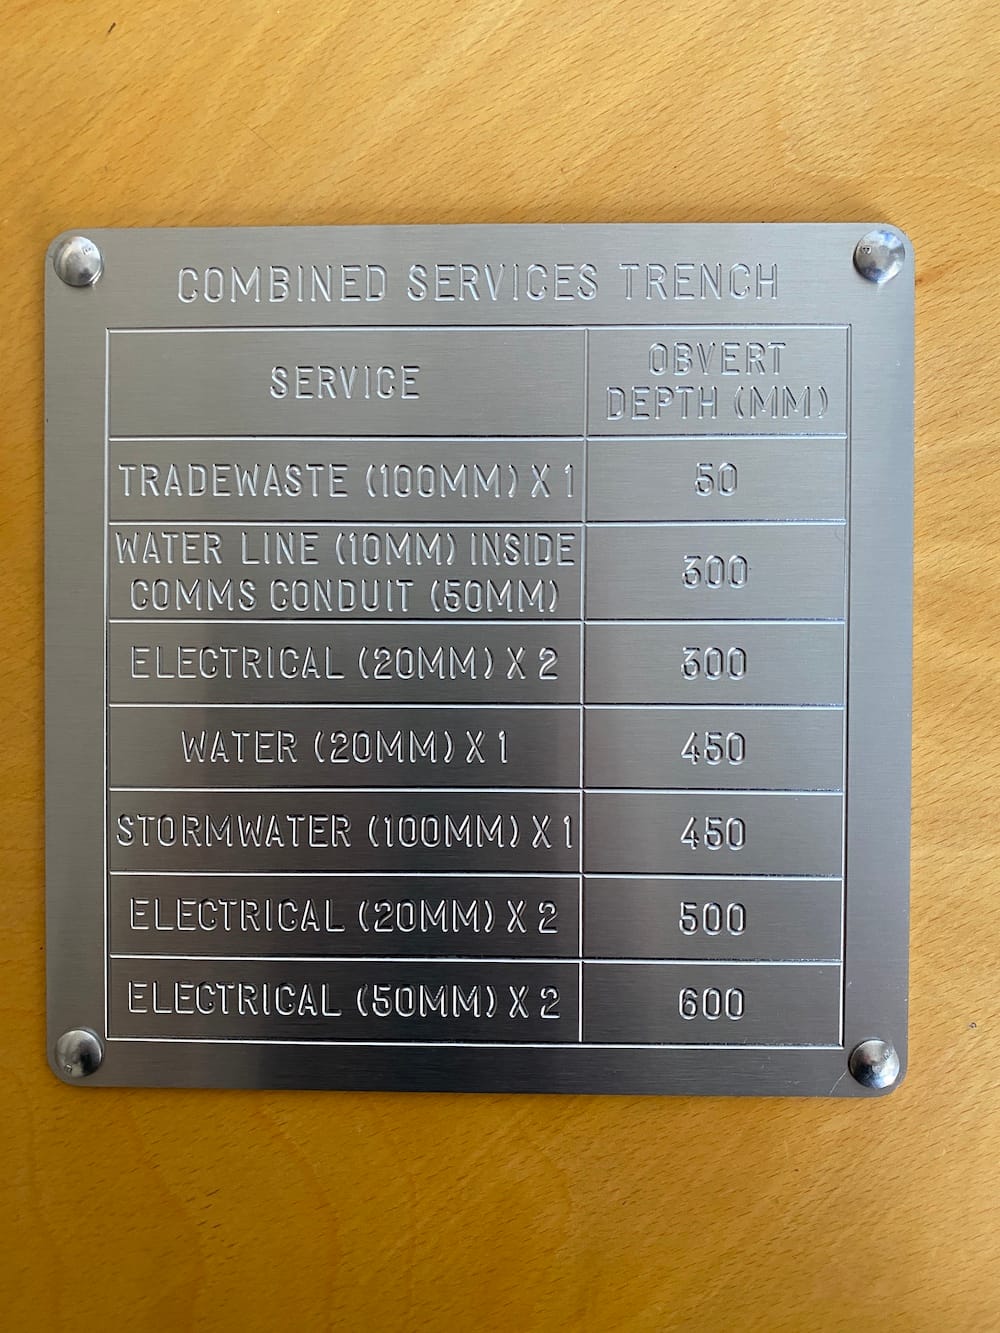 COMBINED SERVICES TRENCH
SERVICE
OBVERT
DEPTH (MM)
TRADEWASTE (100MM) X 1
50
WATER LINE (10MM) INSIDE
COMMS CONDUIT (50MM)
300
ELECTRICAL (20MM) X 2
300
WATER (20MM) X 1
450
STORMWATER (100MM) X 1
450
ELECTRICAL (20MM) X 2
500
ELECTRICAL (50MM) X 2
600